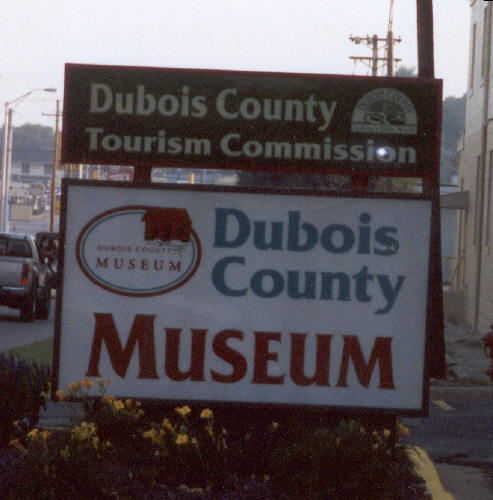 Dubois County
Tourism Commission
DUBOIS COUNTY
MUSEUM
Dubois
County
MUSEUM